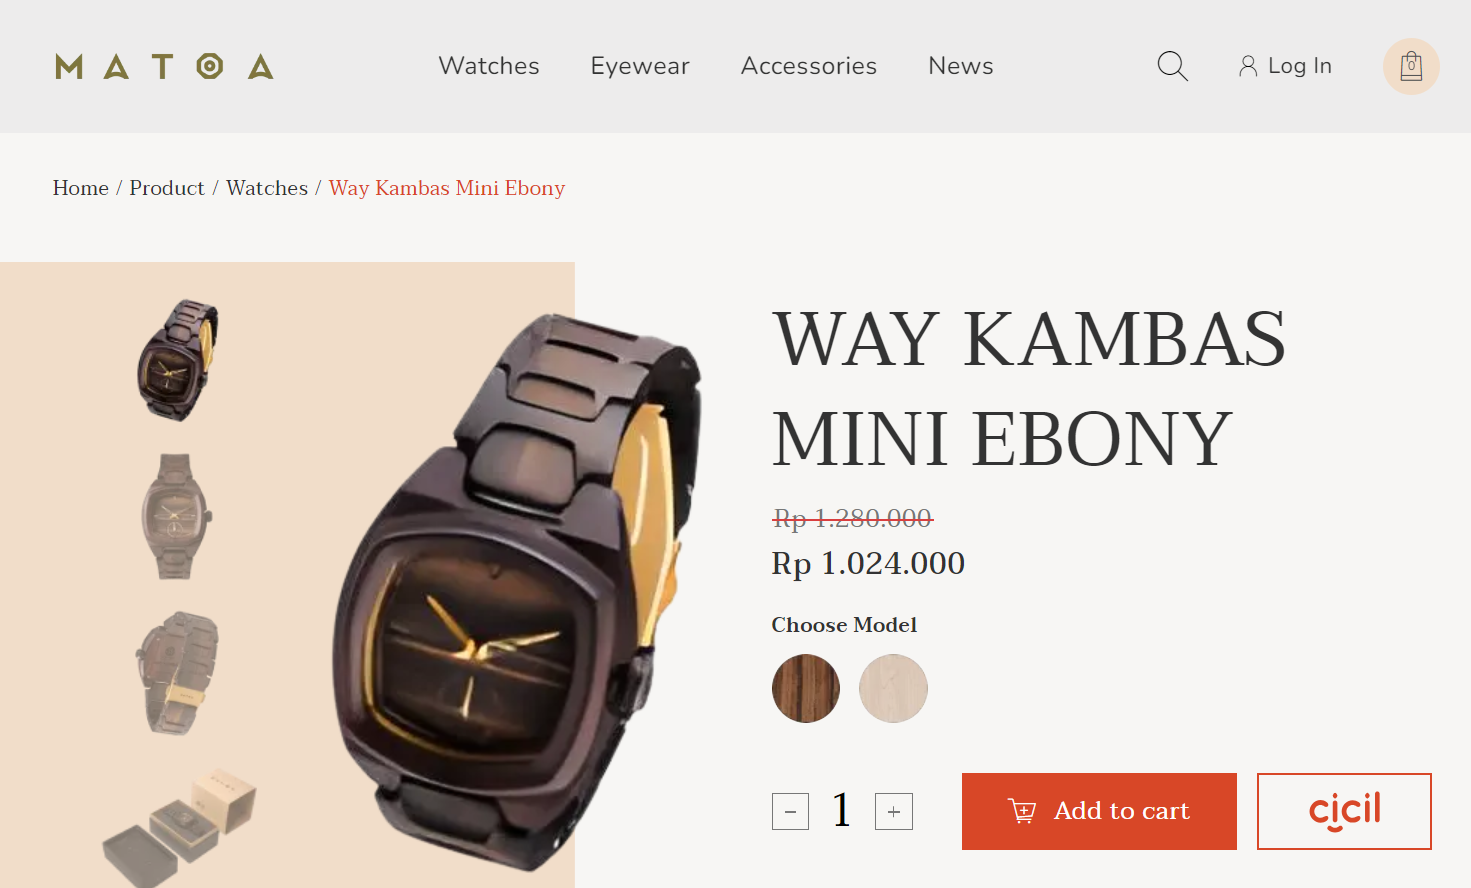 MATOA
Watches Eyewear Accessories News
Log In
0
Home / Product / Watches / Way Kambas Mini Ebony
WAY KAMBAS
MINI EBONY
Rp 1.280.000
Rp 1.024.000
Choose Model
− 1 +
Add to cart
cicil